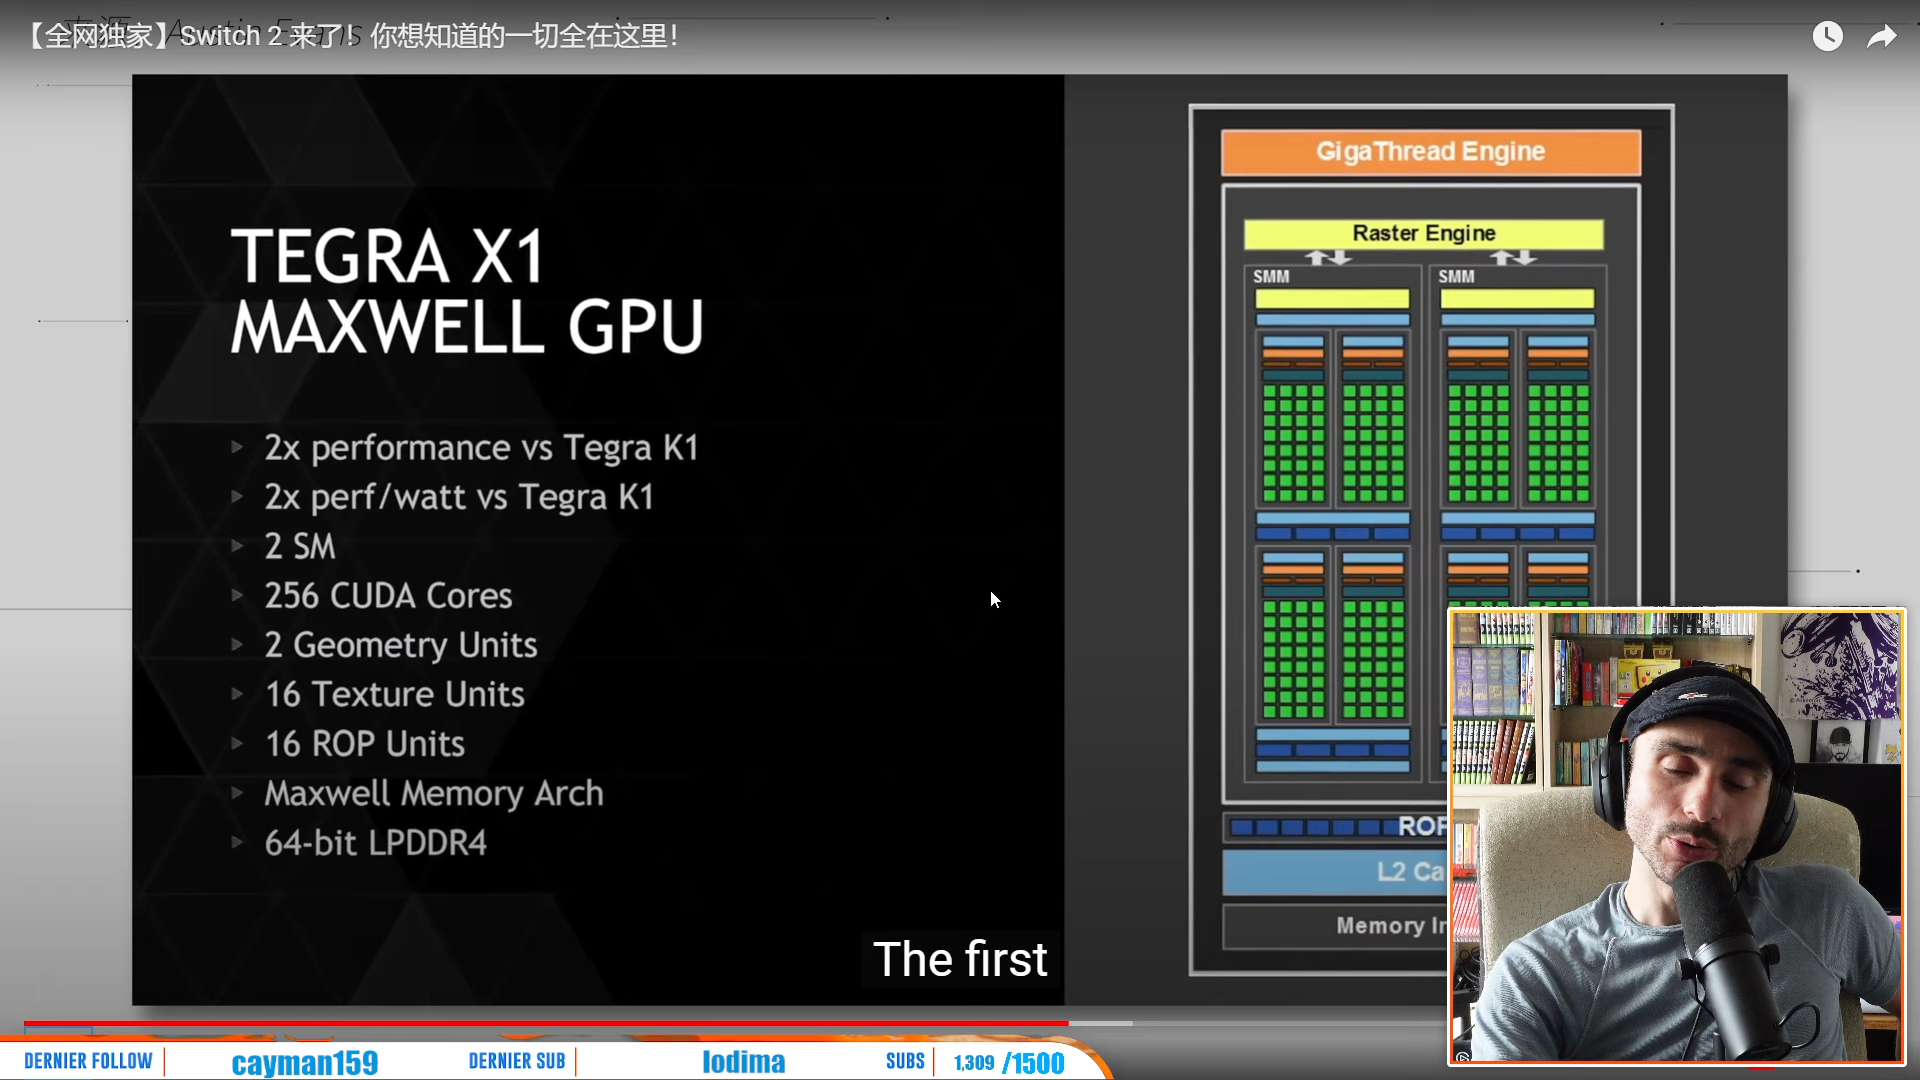 【全网独家】Switch 2 来了！你想知道的一切全在这里！
TEGRA X1
MAXWELL GPU
2x performance vs Tegra K1
2x perf/watt vs Tegra K1
2 SM
256 CUDA Cores
2 Geometry Units
16 Texture Units
16 ROP Units
Maxwell Memory Arch
64-bit LPDDR4
GigaThread Engine
Raster Engine
SMM
SMM
ROP
L2 Ca
Memory In
The first
DERNIER FOLLOW
cayman159
DERNIER SUB
lodima
SUBS
1,309 /1500